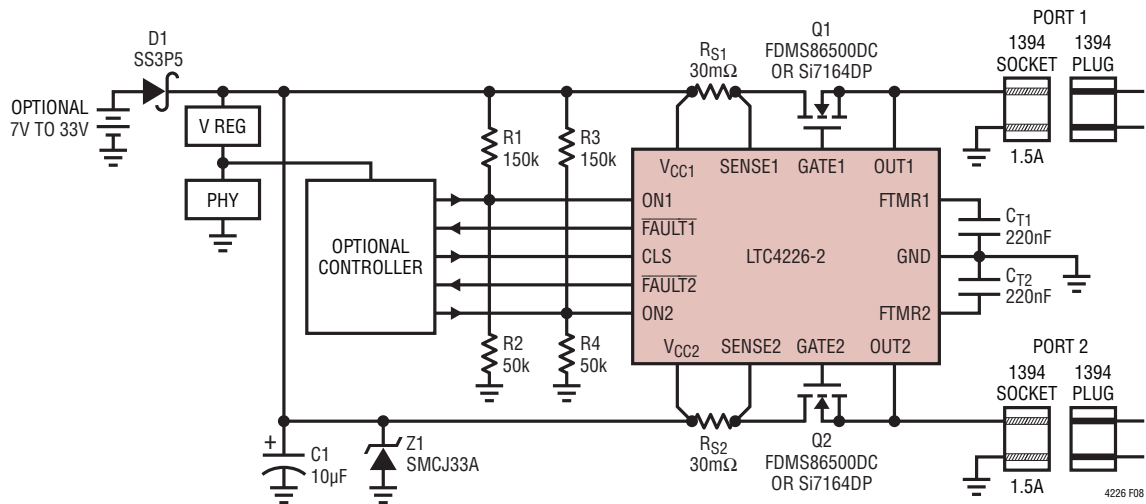 D1
SS3P5
OPTIONAL
7V TO 33V
V REG
PHY
OPTIONAL
CONTROLLER
R1
150k
R3
150k
R2
50k
R4
50k
RS1
30mΩ
Q1
FDMS86500DC
OR Si7164DP
PORT 1
1394
SOCKET
1394
PLUG
1.5A
VCC1
SENSE1
GATE1
OUT1
ON1
FAULT1
CLS
FAULT2
ON2
LTC4226-2
FTMR1
GND
FTMR2
VCC2
SENSE2
GATE2
OUT2
CT1
220nF
CT2
220nF
+
C1
10µF
Z1
SMCJ33A
RS2
30mΩ
Q2
FDMS86500DC
OR Si7164DP
PORT 2
1394
SOCKET
1394
PLUG
1.5A
4226 F08